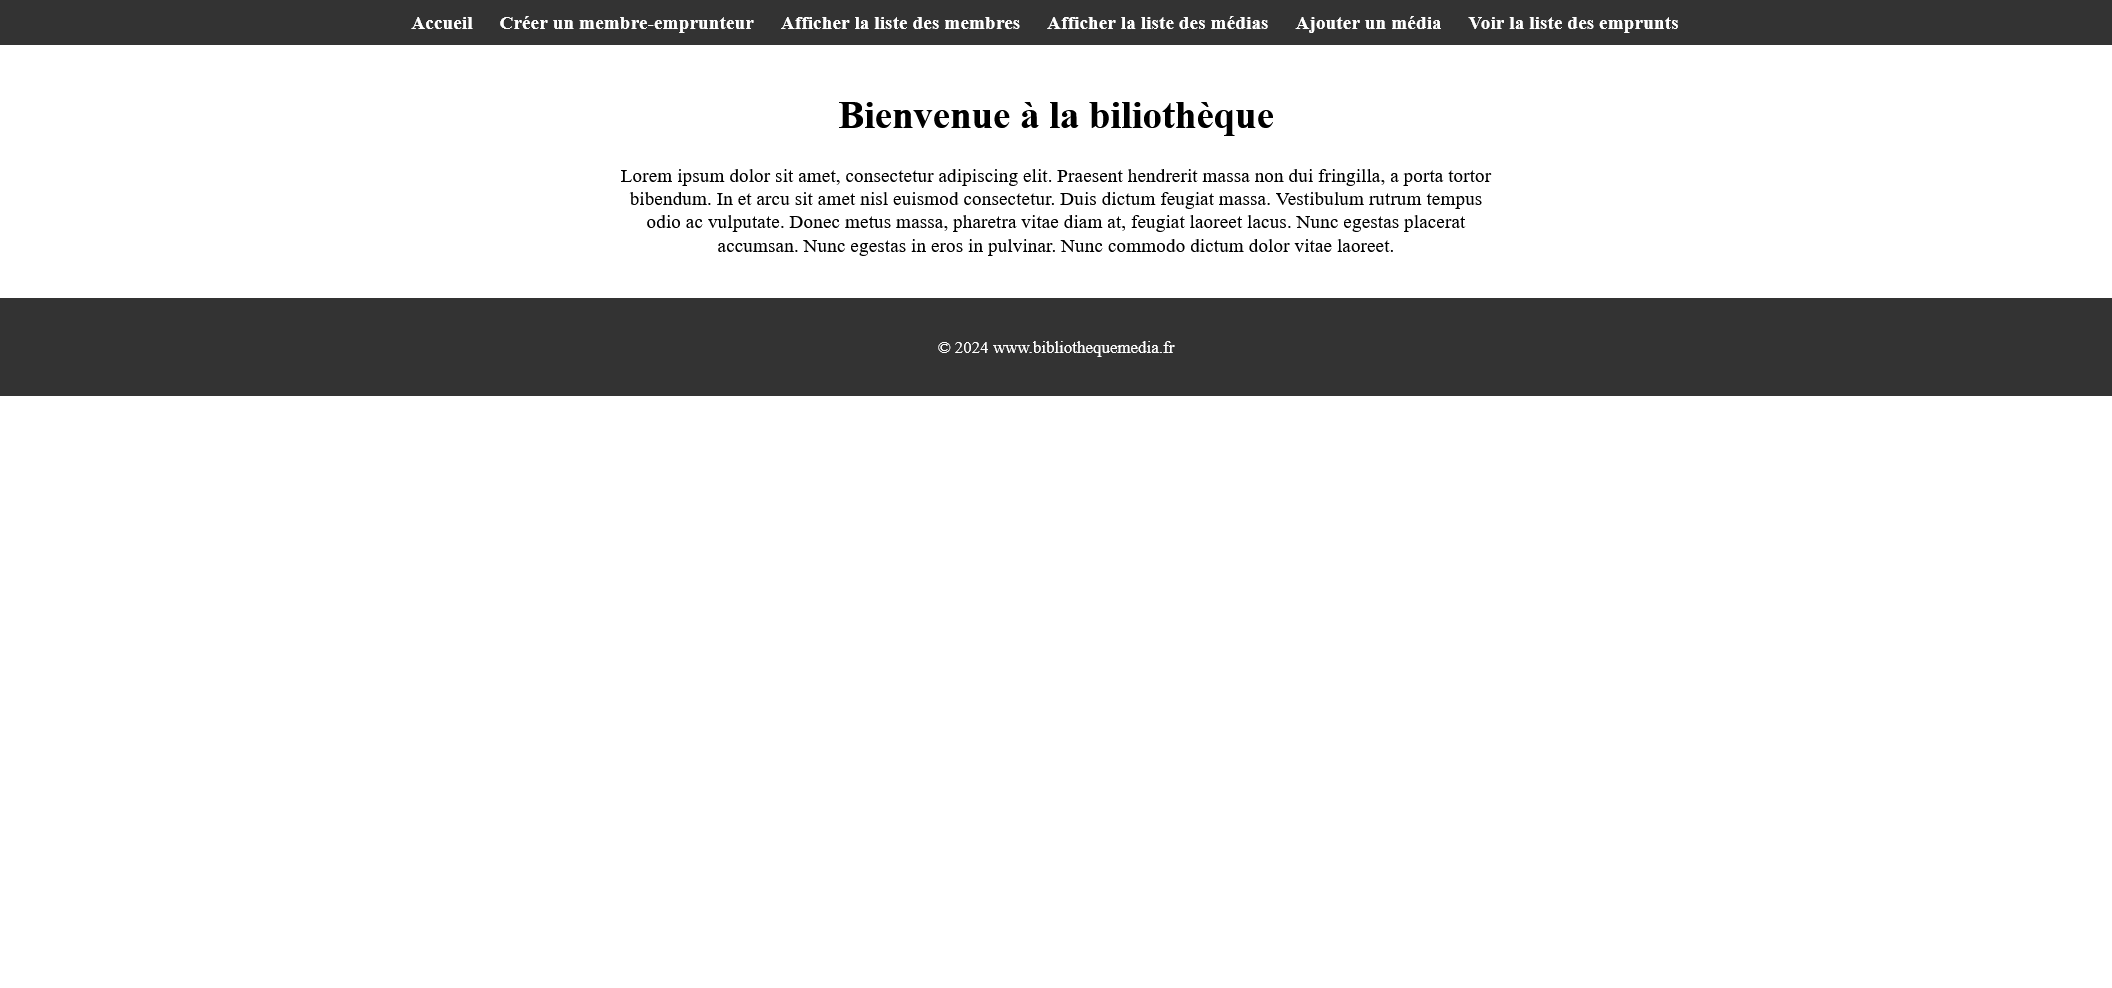 Accueil Créer un membre-emprunteur Afficher la liste des membres Afficher la liste des médias Ajouter un média Voir la liste des emprunts
Bienvenue à la biliothèque
Lorem ipsum dolor sit amet, consectetur adipiscing elit. Praesent hendrerit massa non dui fringilla, a porta tortor
bibendum. In et arcu sit amet nisl euismod consectetur. Duis dictum feugiat massa. Vestibulum rutrum tempus
odio ac vulputate. Donec metus massa, pharetra vitae diam at, feugiat laoreet lacus. Nunc egestas placerat
accumsan. Nunc egestas in eros in pulvinar. Nunc commodo dictum dolor vitae laoreet.
© 2024 www.bibliothequemedia.fr